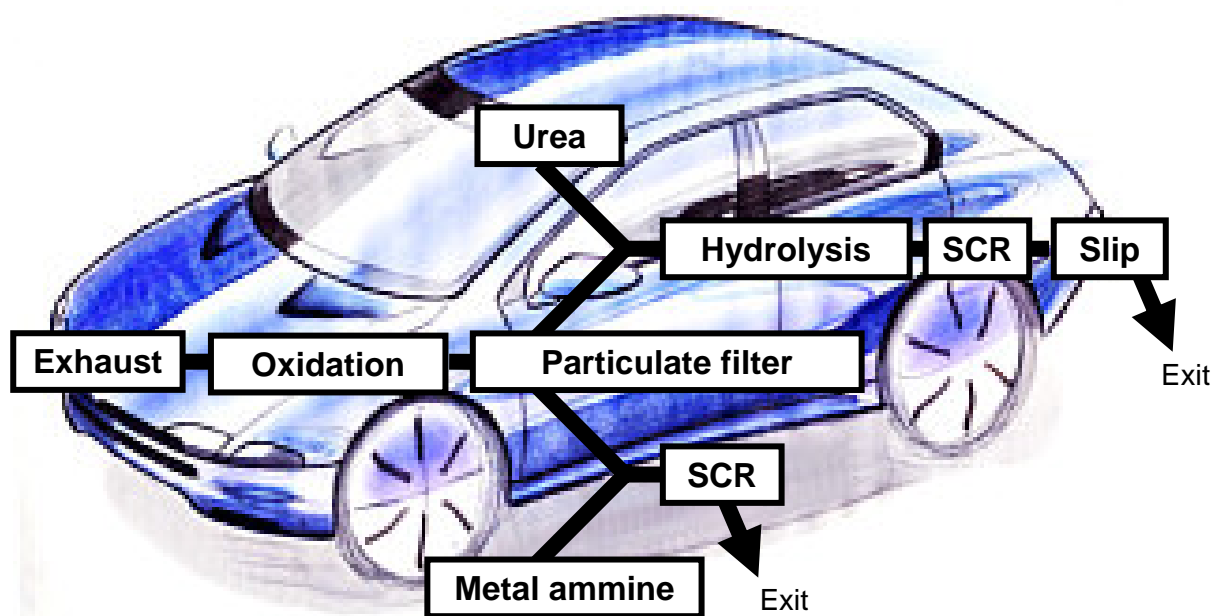 Urea
Hydrolysis
SCR
Slip
Exhaust
Oxidation
Particulate filter
Exit
SCR
Metal ammine
Exit